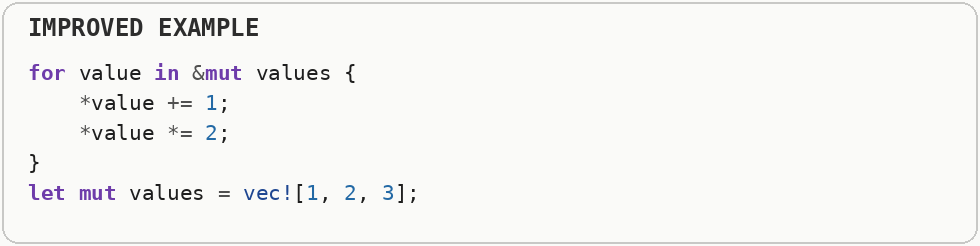 IMPROVED EXAMPLE
for value in &mut values {
    *value += 1;
    *value *= 2;
}
let mut values = vec![1, 2, 3];